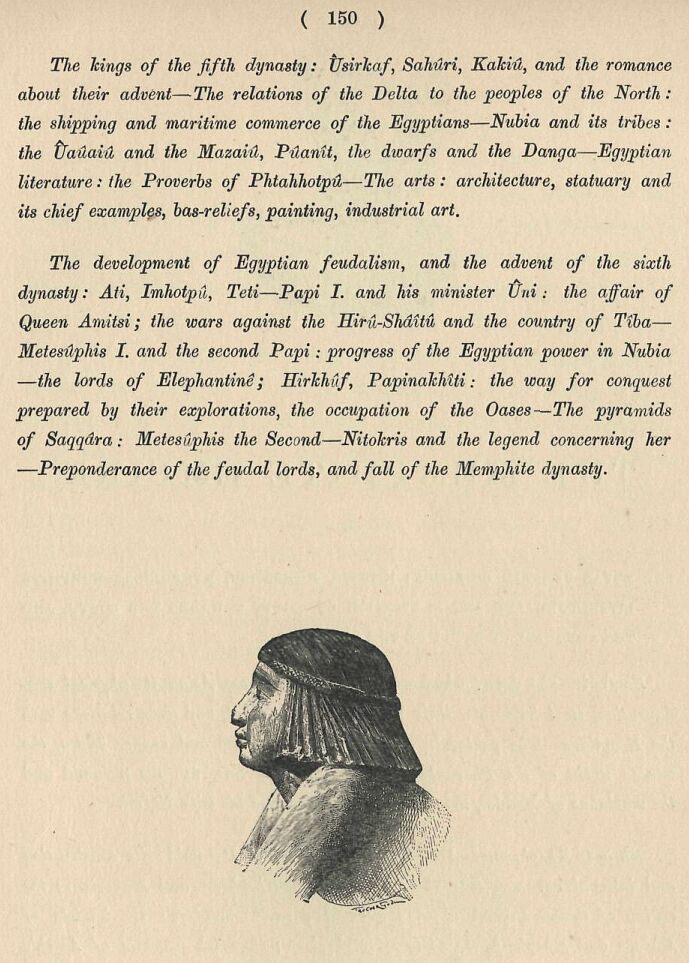 ( 150 )
The kings of the fifth dynasty: Ûsirkaf, Sahûri, Kakiû, and the romance
about their advent—The relations of the Delta to the peoples of the North:
the shipping and maritime commerce of the Egyptians—Nubia and its tribes:
the Ûaûaiû and the Mazaiû, Pûanît, the dwarfs and the Danga—Egyptian
literature: the Proverbs of Phtahhotpû—The arts: architecture, statuary and
its chief examples, bas-reliefs, painting, industrial art.
The development of Egyptian feudalism, and the advent of the sixth
dynasty: Ati, Imhotpû, Teti—Papi I. and his minister Ûni: the affair of
Queen Amitsi; the wars against the Hirû-Shâîtû and the country of Tiba—
Metesûphis I. and the second Papi: progress of the Egyptian power in Nubia
—the lords of Elephantinê; Hirkhûf, Papinakhîti: the way for conquest
prepared by their explorations, the occupation of the Oases—The pyramids
of Saqqâra: Metesûphis the Second—Nitokris and the legend concerning her
—Preponderance of the feudal lords, and fall of the Memphite dynasty.